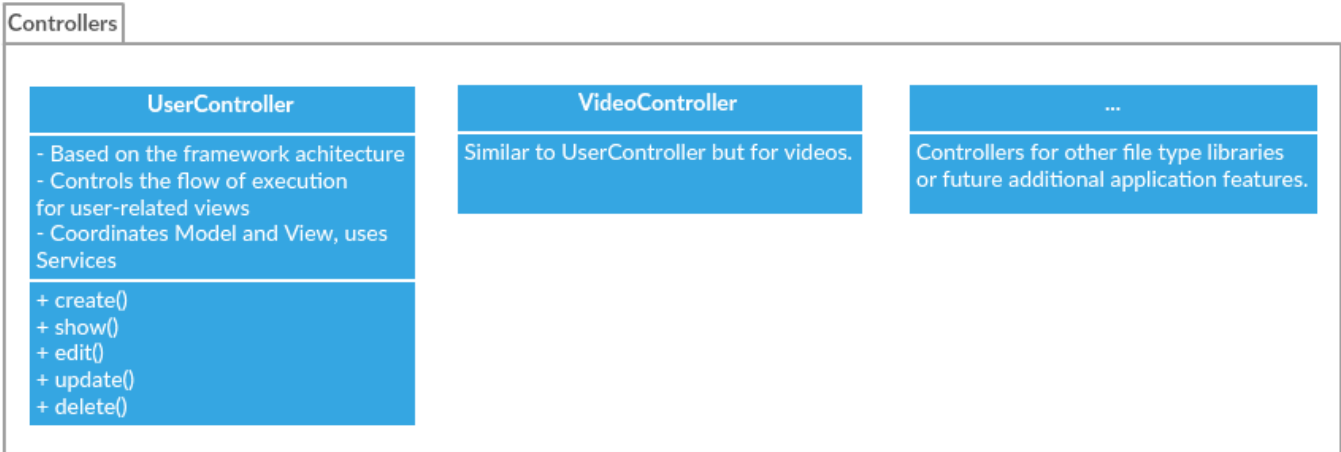 Controllers
UserController
- Based on the framework achitecture
- Controls the flow of execution
for user-related views
- Coordinates Model and View, uses
Services
+ create()
+ show()
+ edit()
+ update()
+ delete()
VideoController
Similar to UserController but for videos.
...
Controllers for other file type libraries
or future additional application features.